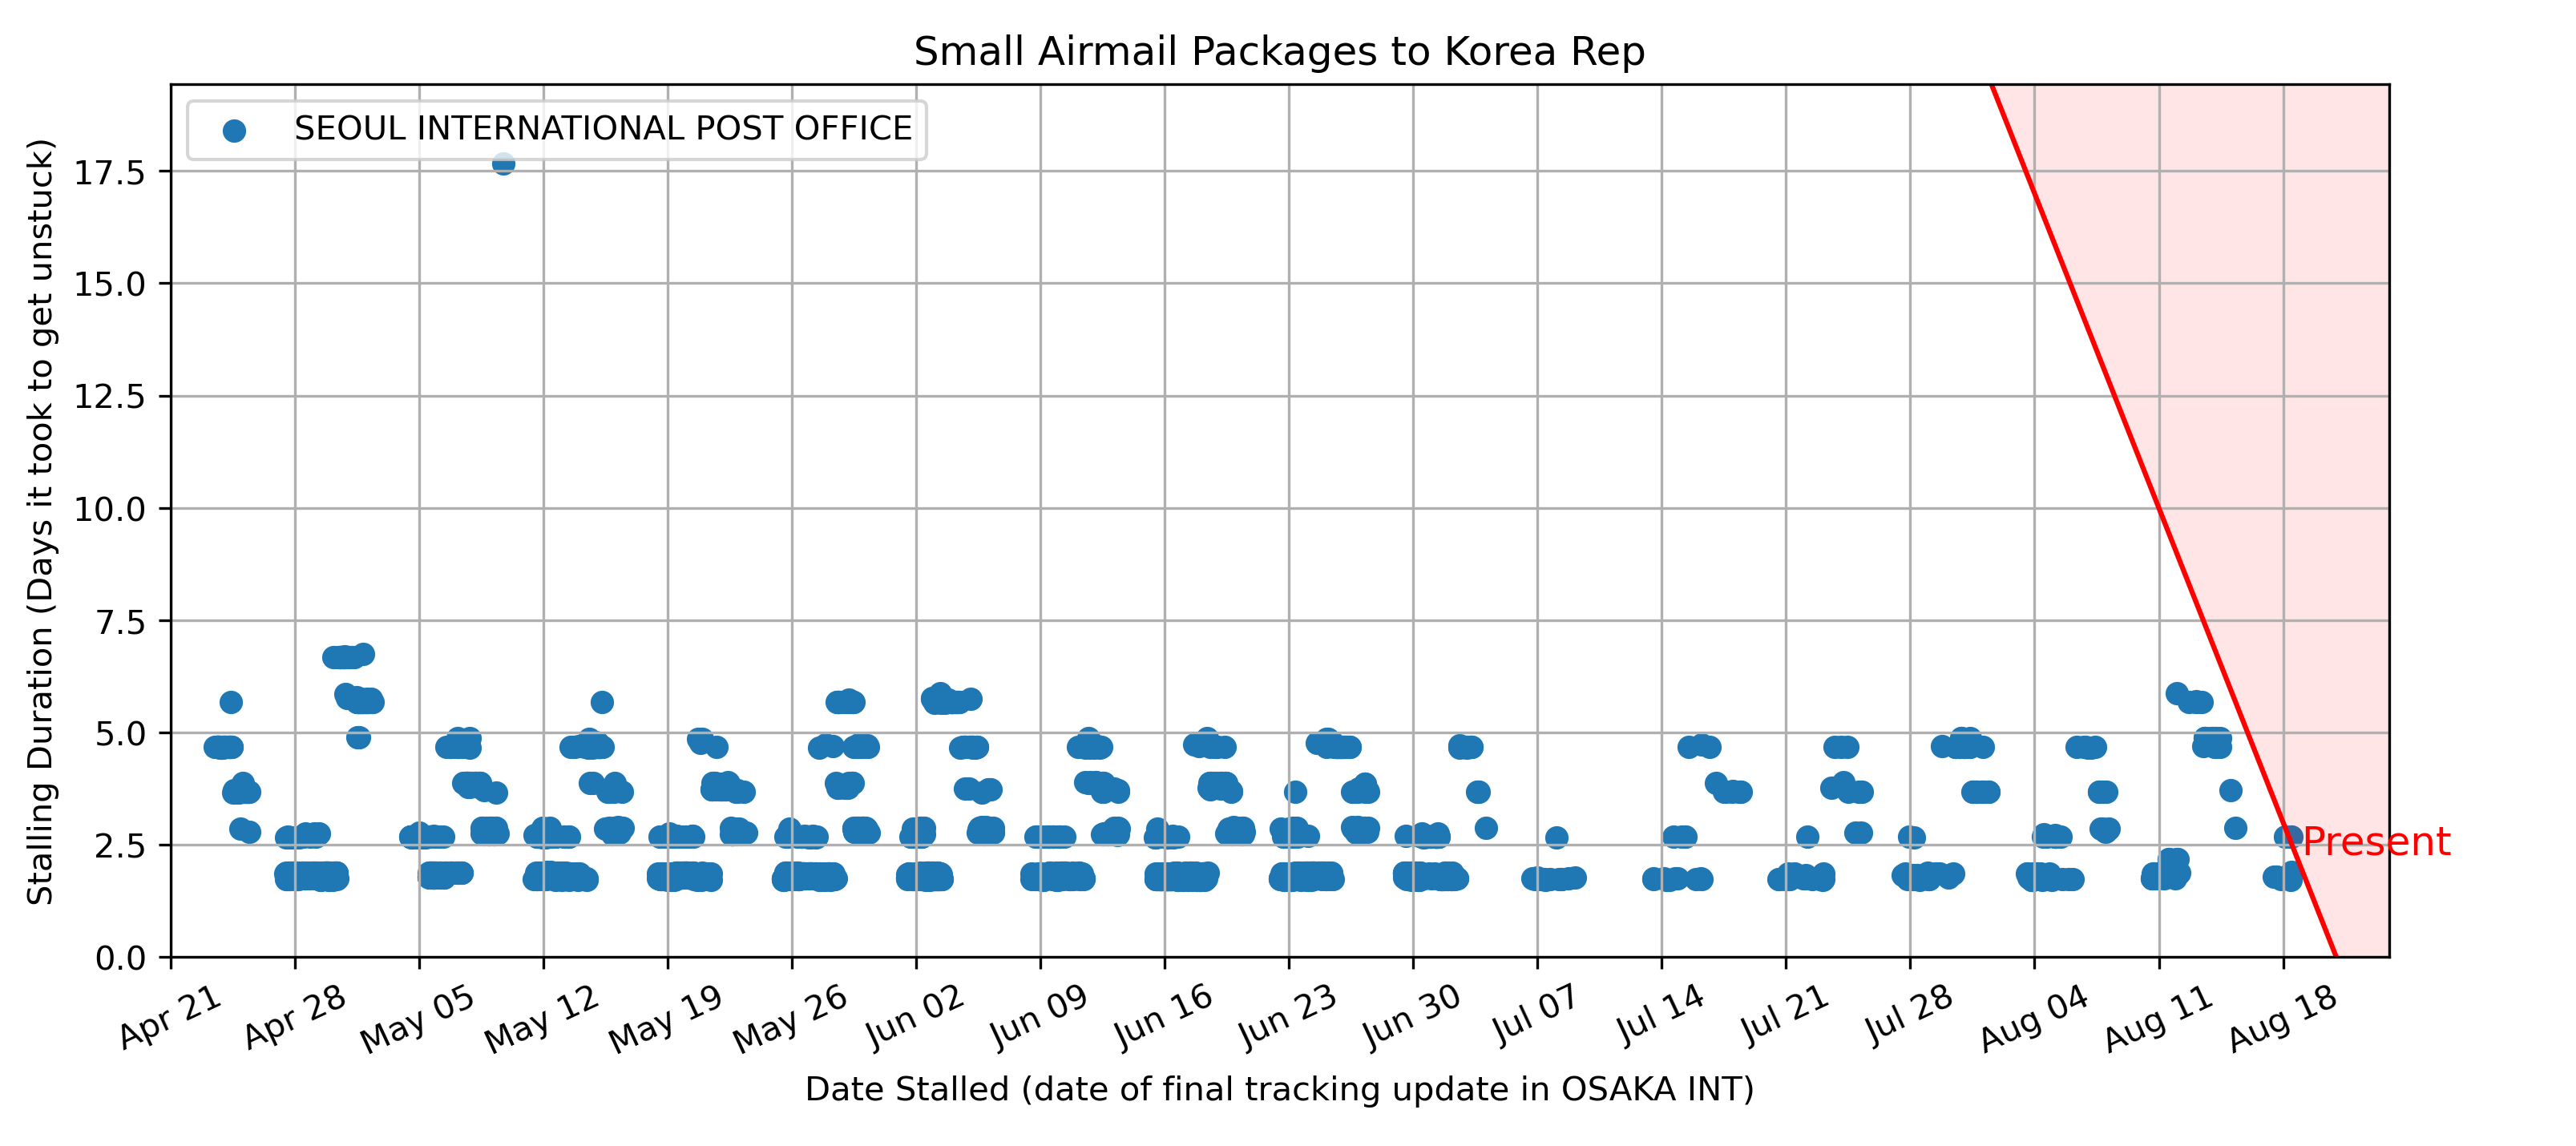 Small Airmail Packages to Korea Rep
SEOUL INTERNATIONAL POST OFFICE
Stalling Duration (Days it took to get unstuck)
17.5
15.0
12.5
10.0
7.5
5.0
2.5
0.0
Present
Apr 21
Apr 28
May 05
May 12
May 19
May 26
Jun 02
Jun 09
Jun 16
Jun 23
Jun 30
Jul 07
Jul 14
Jul 21
Jul 28
Aug 04
Aug 11
Aug 18
Date Stalled (date of final tracking update in OSAKA INT)